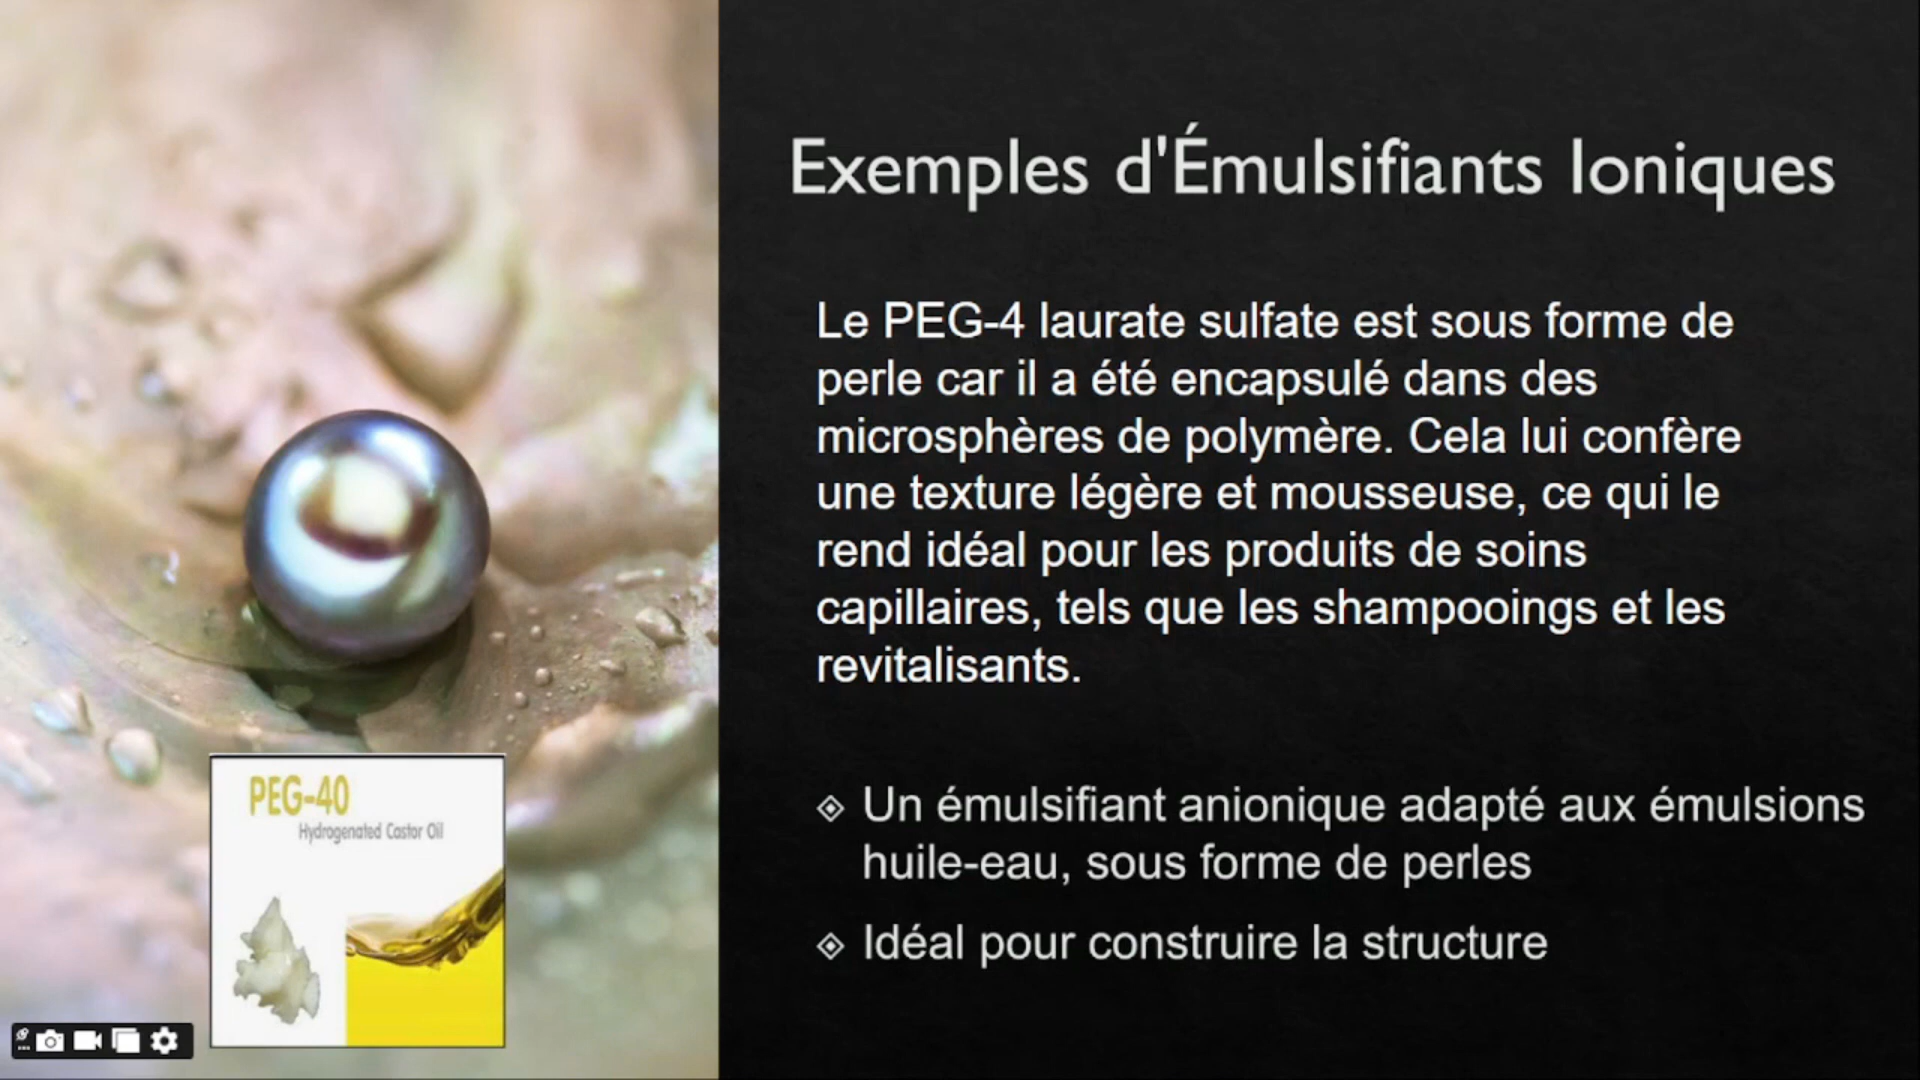 Exemples d'Émulsifiants Ioniques
Le PEG-4 laurate sulfate est sous forme de
perle car il a été encapsulé dans des
microsphères de polymère. Cela lui confère
une texture légère et mousseuse, ce qui le
rend idéal pour les produits de soins
capillaires, tels que les shampooings et les
revitalisants.
Un émulsifiant anionique adapté aux émulsions
huile-eau, sous forme de perles
Idéal pour construire la structure
PEG-40
Hydrogenated Castor Oil